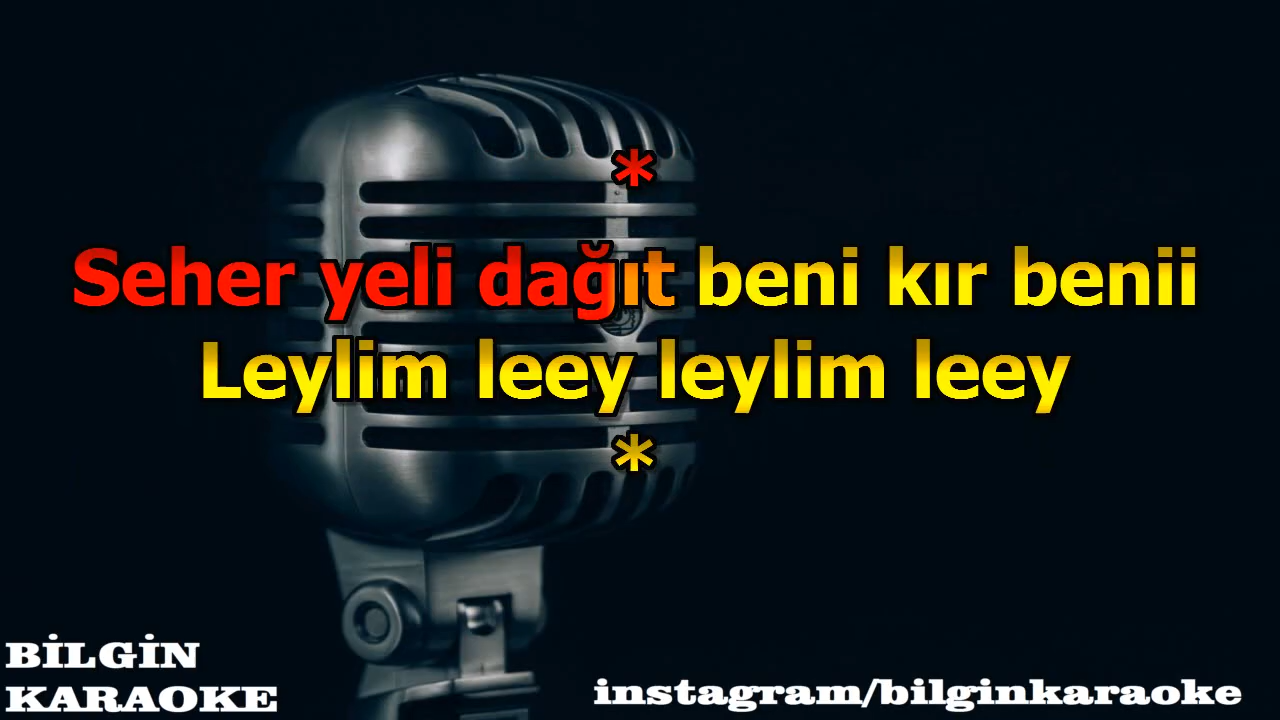 *
Seher yeli dağıt beni kır benii
Leylim leey leylim leey
*
BİLGİN
KARAOKE
instagram/bilginkaraoke